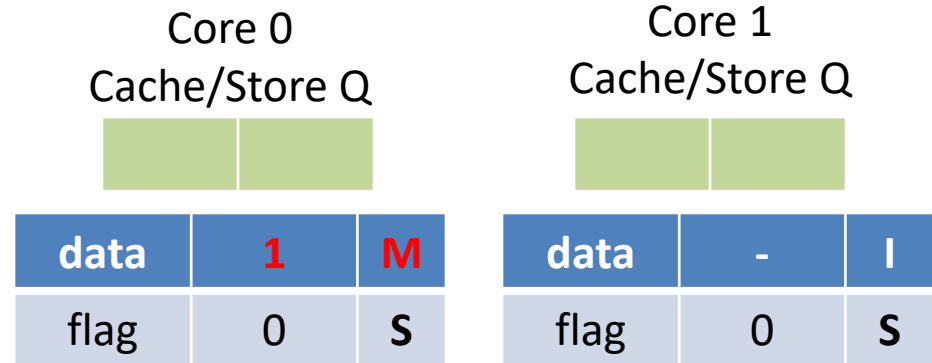 Core 0
Cache/Store Q
data 1 M
flag 0 S
Core 1
Cache/Store Q
data - I
flag 0 S